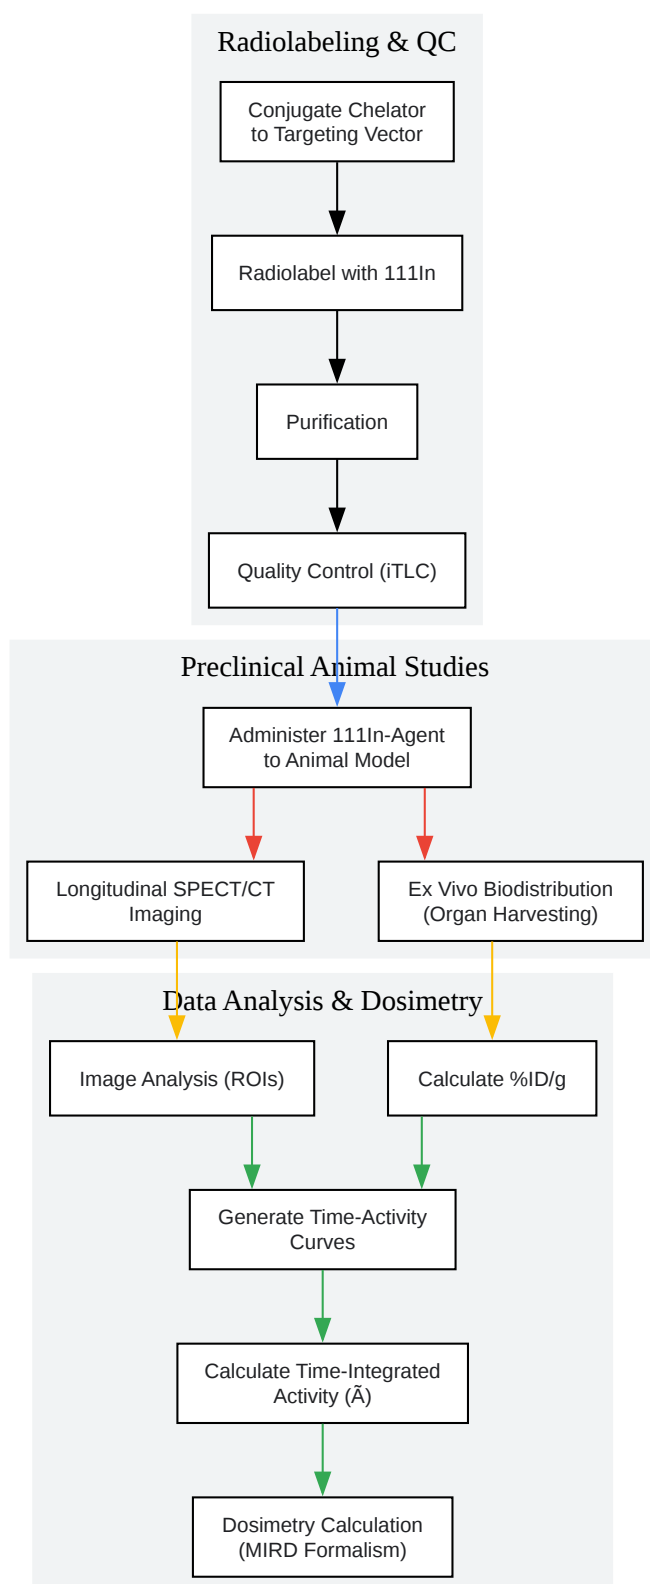 Radiolabeling & QC
Conjugate Chelator
to Targeting Vector
Radiolabel with 111In
Purification
Quality Control (iTLC)
Preclinical Animal Studies
Administer 111In-Agent
to Animal Model
Longitudinal SPECT/CT
Imaging
Ex Vivo Biodistribution
(Organ Harvesting)
Data Analysis & Dosimetry
Image Analysis (ROIs)
Calculate %ID/g
Generate Time-Activity
Curves
Calculate Time-Integrated
Activity (Ã)
Dosimetry Calculation
(MIRD Formalism)